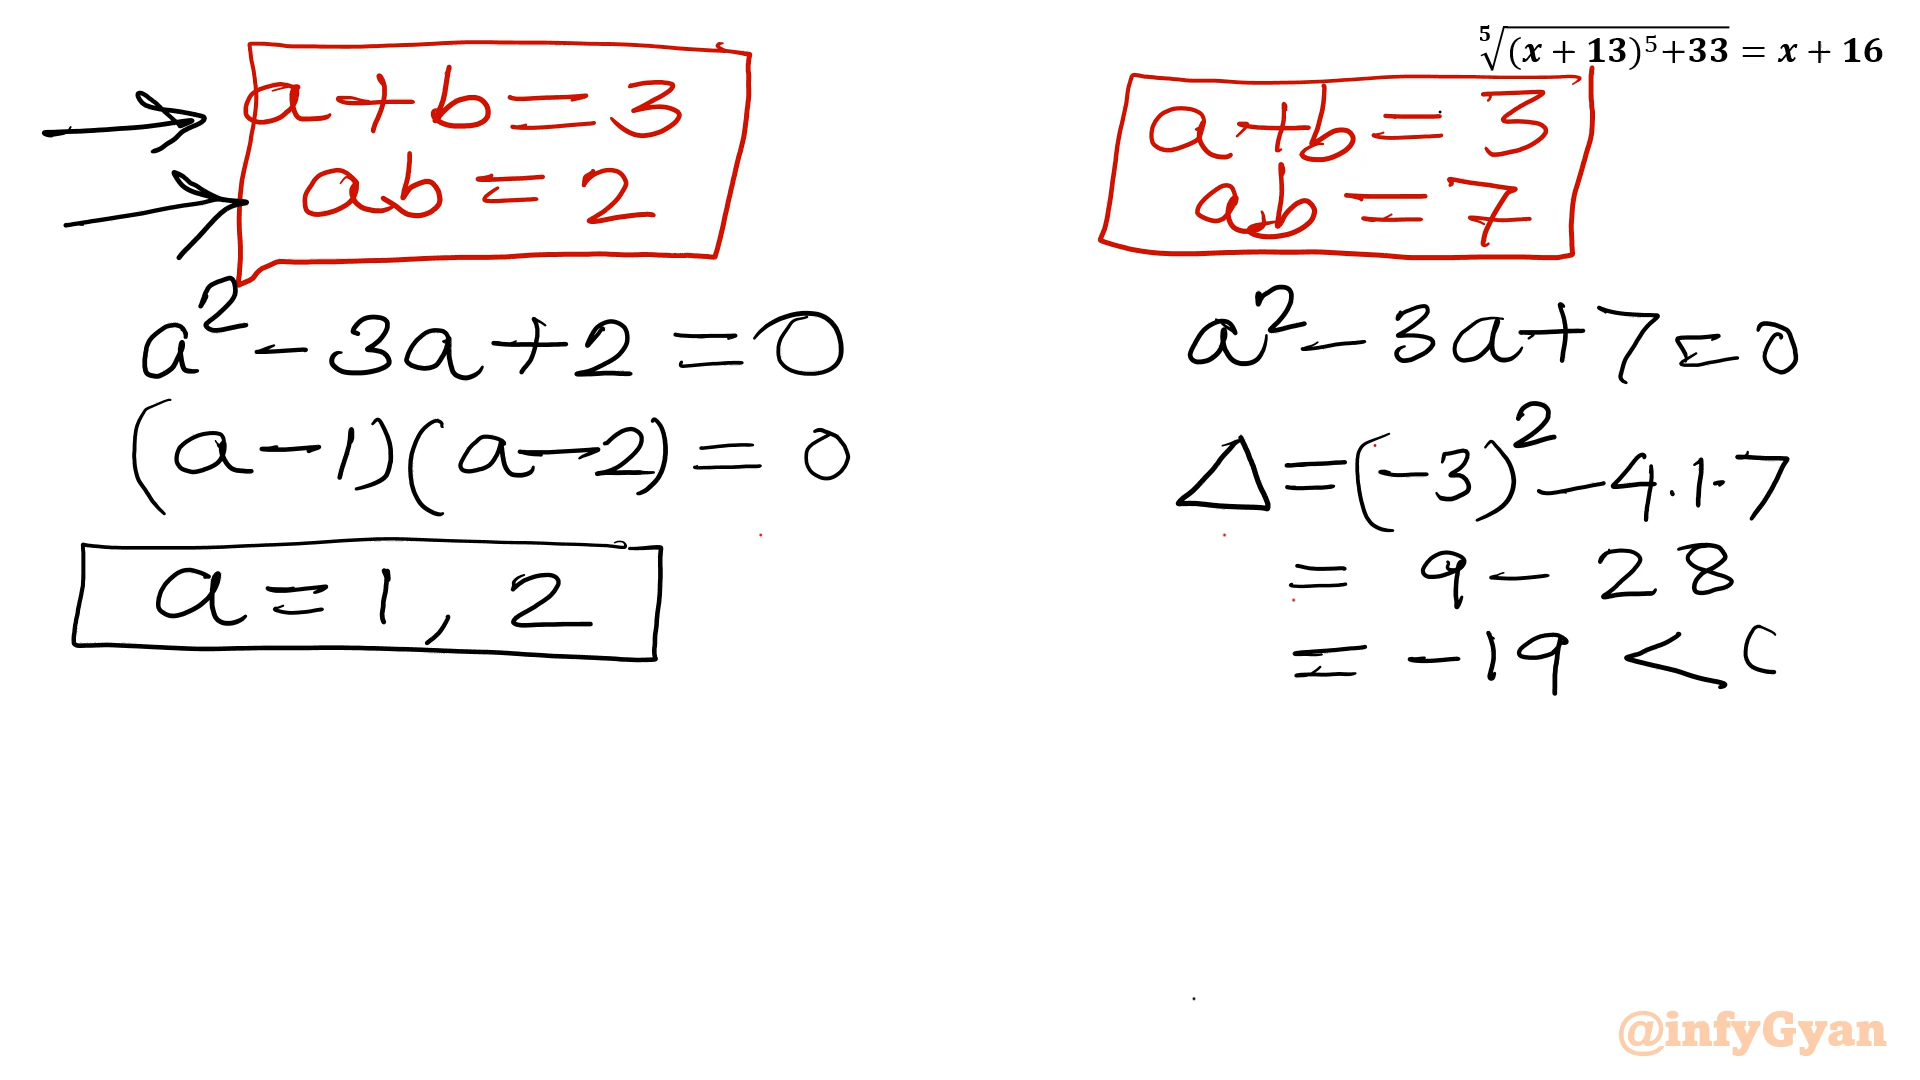 ⁵√(x + 13)⁵+33 = x + 16
a+b=3
ab=2
a²-3a+2=0
(a-1)(a-2)=0
a=1, 2
a+b=3
ab=7
a²-3a+7=0
Δ=(-3)²-4.1.7
= 9-28
= -19 <
@infyGyan